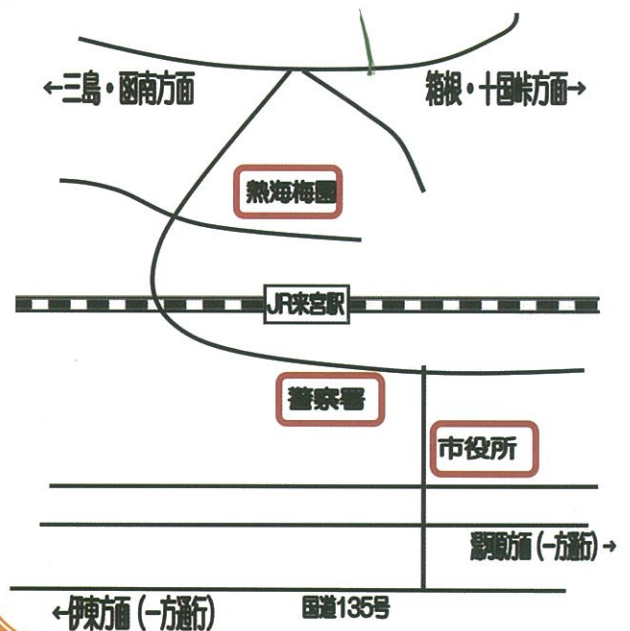 ←三島・函南方面
箱根・十国峠方面→
熱海梅園
JR来宮駅
警察署
市役所
湯河原方面(一方通行)→
←伊東方面(一方通行)
国道135号